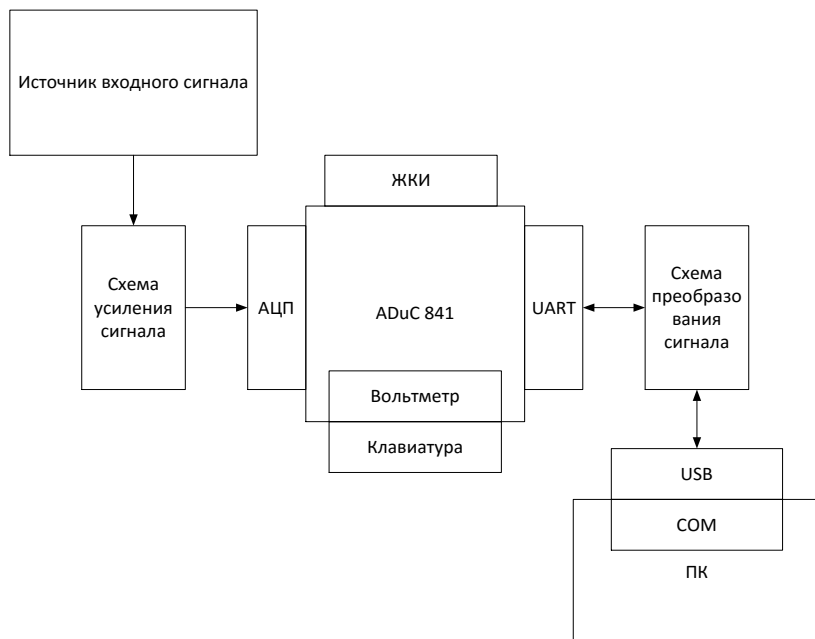 Источник входного сигнала
ЖКИ
Схема
усиления
сигнала
АЦП
ADuC 841
UART
Схема
преобразо
вания
сигнала
Вольтметр
Клавиатура
USB
COM
ПК